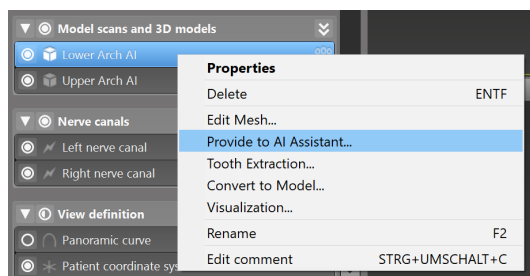 Model scans and 3D models
Lower Arch AI
Upper Arch AI
Nerve canals
Left nerve canal
Right nerve canal
View definition
Panoramic curve
Patient coordinate sys
Properties
Delete ENTF
Edit Mesh...
Provide to AI Assistant...
Tooth Extraction...
Convert to Model...
Visualization...
Rename F2
Edit comment STRG+UMSCHALT+C